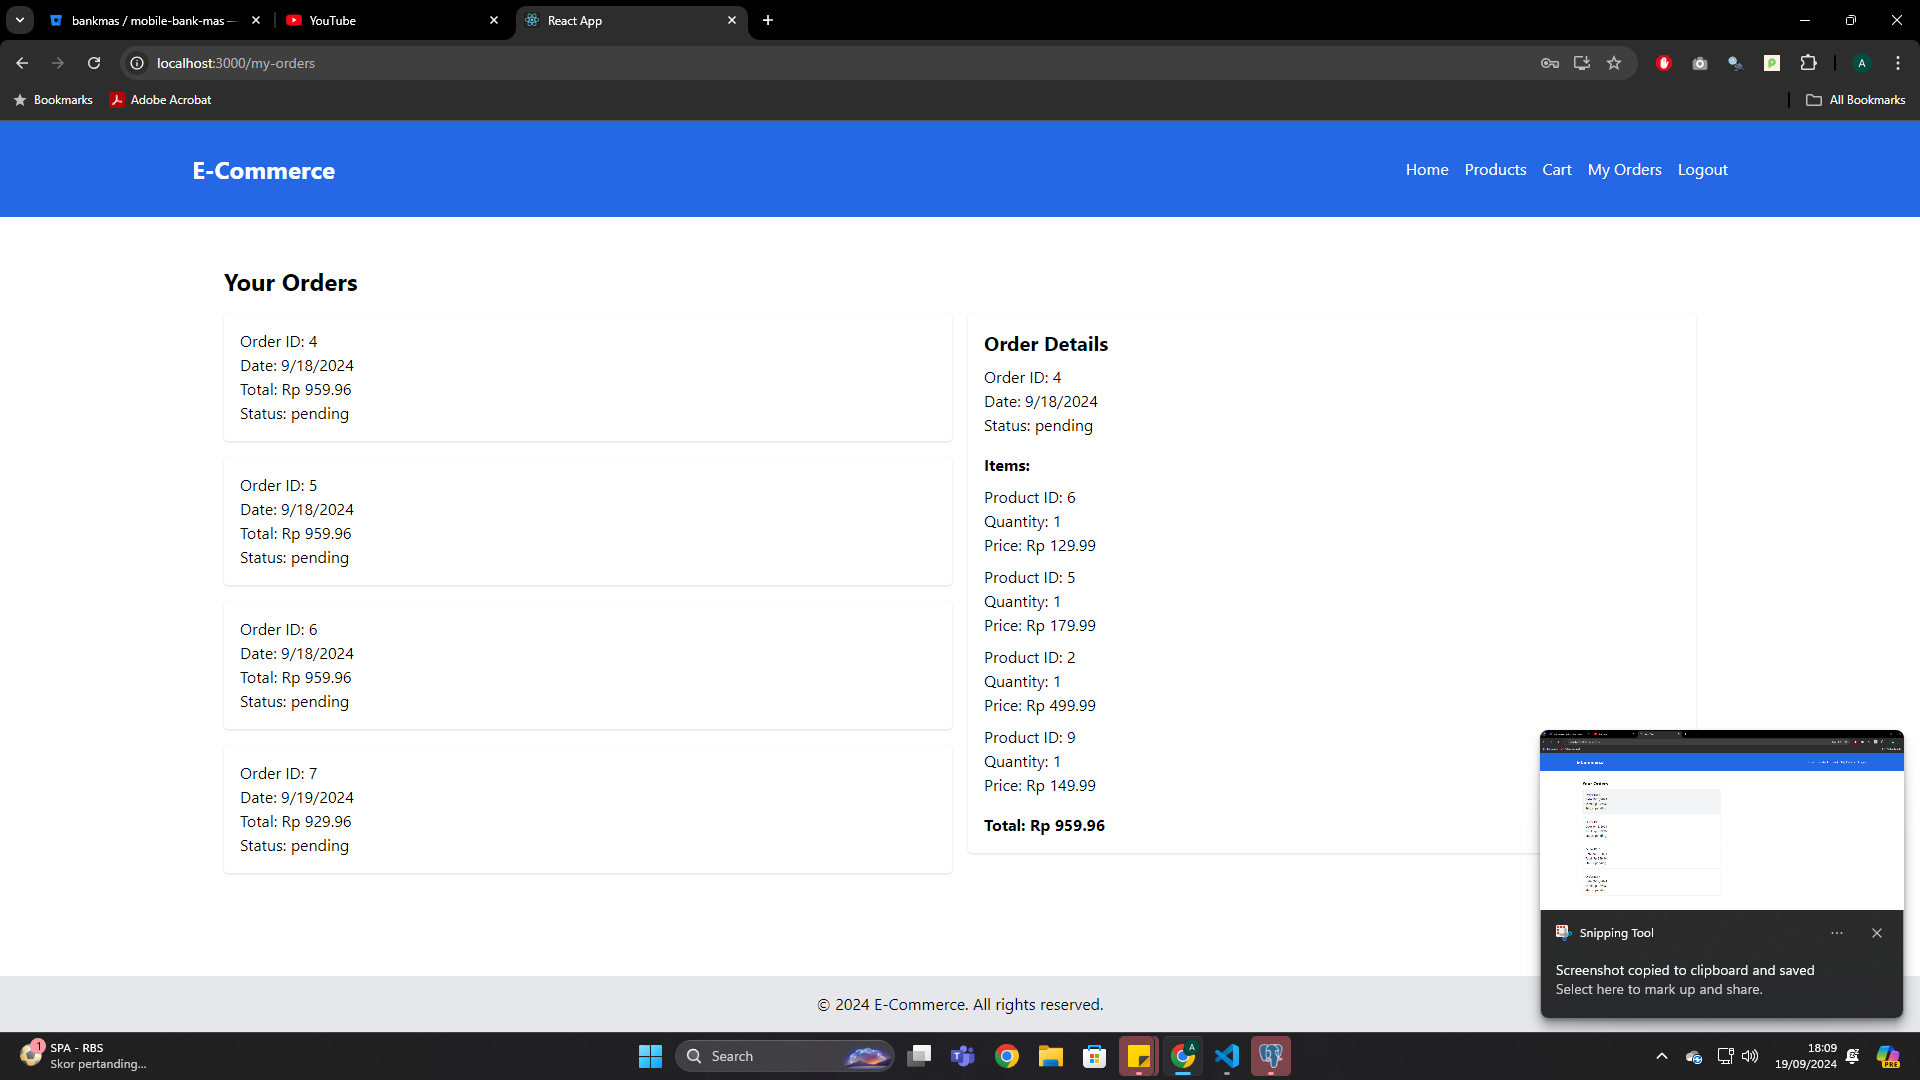 bankmas / mobile-bank-mas —
YouTube
React App
localhost:3000/my-orders
A
Bookmarks
Adobe Acrobat
All Bookmarks
E-Commerce
Home
Products
Cart
My Orders
Logout
Your Orders
Order ID: 4
Date: 9/18/2024
Total: Rp 959.96
Status: pending
Order ID: 5
Date: 9/18/2024
Total: Rp 959.96
Status: pending
Order ID: 6
Date: 9/18/2024
Total: Rp 959.96
Status: pending
Order ID: 7
Date: 9/19/2024
Total: Rp 929.96
Status: pending
Order Details
Order ID: 4
Date: 9/18/2024
Status: pending
Items:
Product ID: 6
Quantity: 1
Price: Rp 129.99
Product ID: 5
Quantity: 1
Price: Rp 179.99
Product ID: 2
Quantity: 1
Price: Rp 499.99
Product ID: 9
Quantity: 1
Price: Rp 149.99
Total: Rp 959.96
E-Commerce
Your Orders
Snipping Tool
Screenshot copied to clipboard and saved
Select here to mark up and share.
© 2024 E-Commerce. All rights reserved.
1
SPA - RBS
Skor pertanding...
Search
A
18:09
19/09/2024
PRE